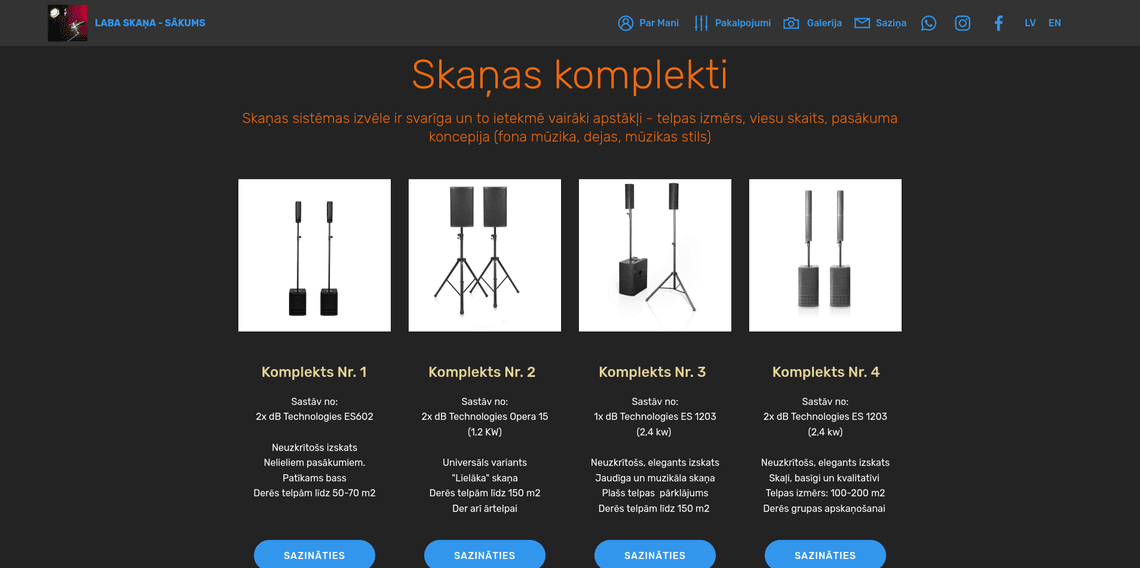 LABA SKAŅA - SĀKUMS
Par Mani
Pakalpojumi
Galerija
Saziņa
LV
EN
Skaņas komplekti
Skaņas sistēmas izvēle ir svarīga un to ietekmē vairāki apstākļi - telpas izmērs, viesu skaits, pasākuma
koncepija (fona mūzika, dejas, mūzikas stils)
Komplekts Nr. 1
Sastāv no:
2x dB Technologies ES602
Neuzkrītošs izskats
Nelieliem pasākumiem.
Patīkams bass
Derēs telpām līdz 50-70 m2
SAZINĀTIES
Komplekts Nr. 2
Sastāv no:
2x dB Technologies Opera 15
(1,2 KW)
Universāls variants
"Lielāka" skaņa
Derēs telpām līdz 150 m2
Der arī ārtelpai
SAZINĀTIES
Komplekts Nr. 3
Sastāv no:
1x dB Technologies ES 1203
(2,4 kw)
Neuzkrītošs, elegants izskats
Jaudīga un muzikāla skaņa
Plašs telpas pārklājums
Derēs telpām līdz 150 m2
SAZINĀTIES
Komplekts Nr. 4
Sastāv no:
2x dB Technologies ES 1203
(2,4 kw)
Neuzkrītošs, elegants izskats
Skaļi, basīgi un kvalitatīvi
Telpas izmērs: 100-200 m2
Derēs grupas apskaņošanai
SAZINĀTIES